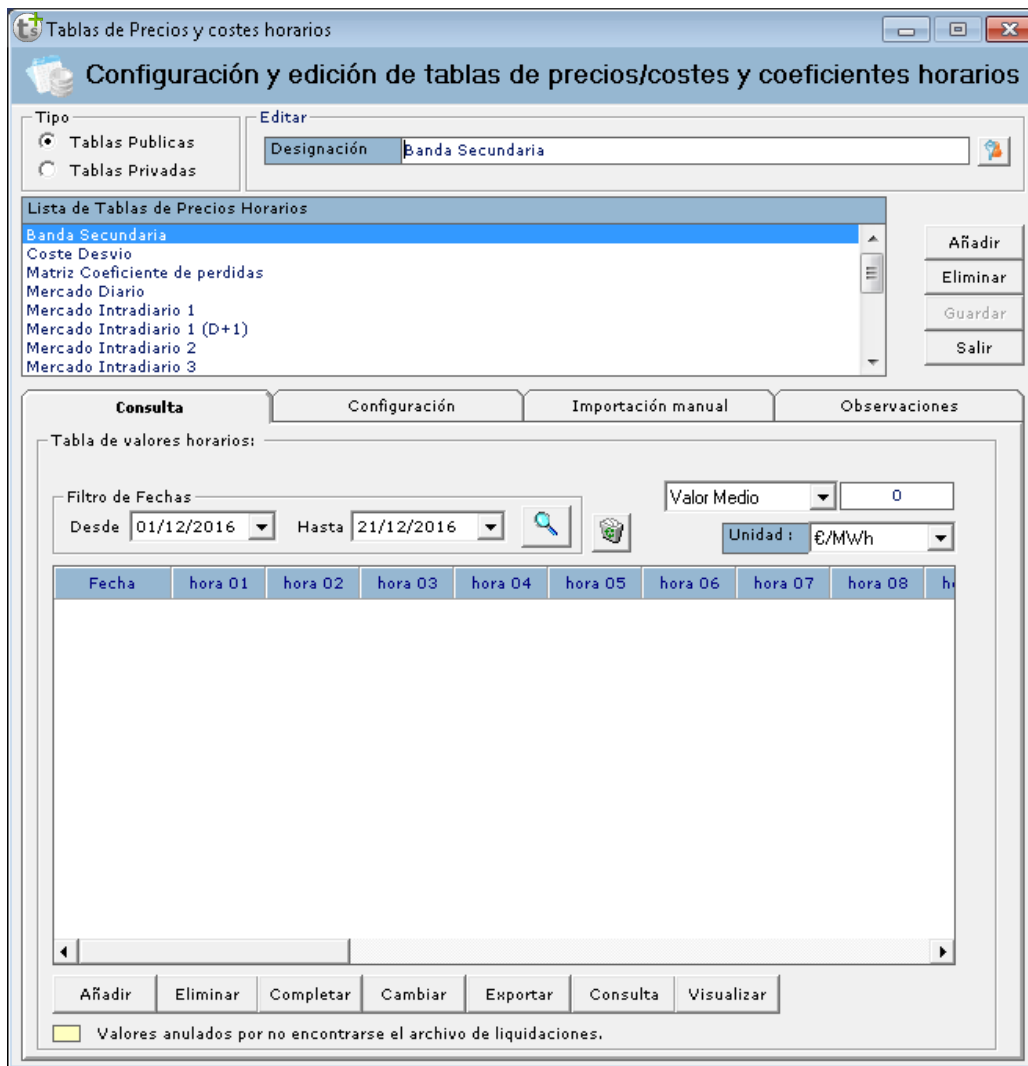 ts Tablas de Precios y costes horarios
Configuración y edición de tablas de precios/costes y coeficientes horarios
Tipo
Tablas Publicas
Tablas Privadas
Editar
Designación Banda Secundaria
Lista de Tablas de Precios Horarios
Banda Secundaria
Coste Desvio
Matriz Coeficiente de perdidas
Mercado Diario
Mercado Intradiario 1
Mercado Intradiario 1 (D+1)
Mercado Intradiario 2
Mercado Intradiario 3
Añadir
Eliminar
Guardar
Salir
Consulta Configuración Importación manual Observaciones
Tabla de valores horarios:
Filtro de Fechas
Desde 01/12/2016 Hasta 21/12/2016
Valor Medio 0
Unidad : €/MWh
Fecha hora 01 hora 02 hora 03 hora 04 hora 05 hora 06 hora 07 hora 08
Añadir Eliminar Completar Cambiar Exportar Consulta Visualizar
Valores anulados por no encontrarse el archivo de liquidaciones.